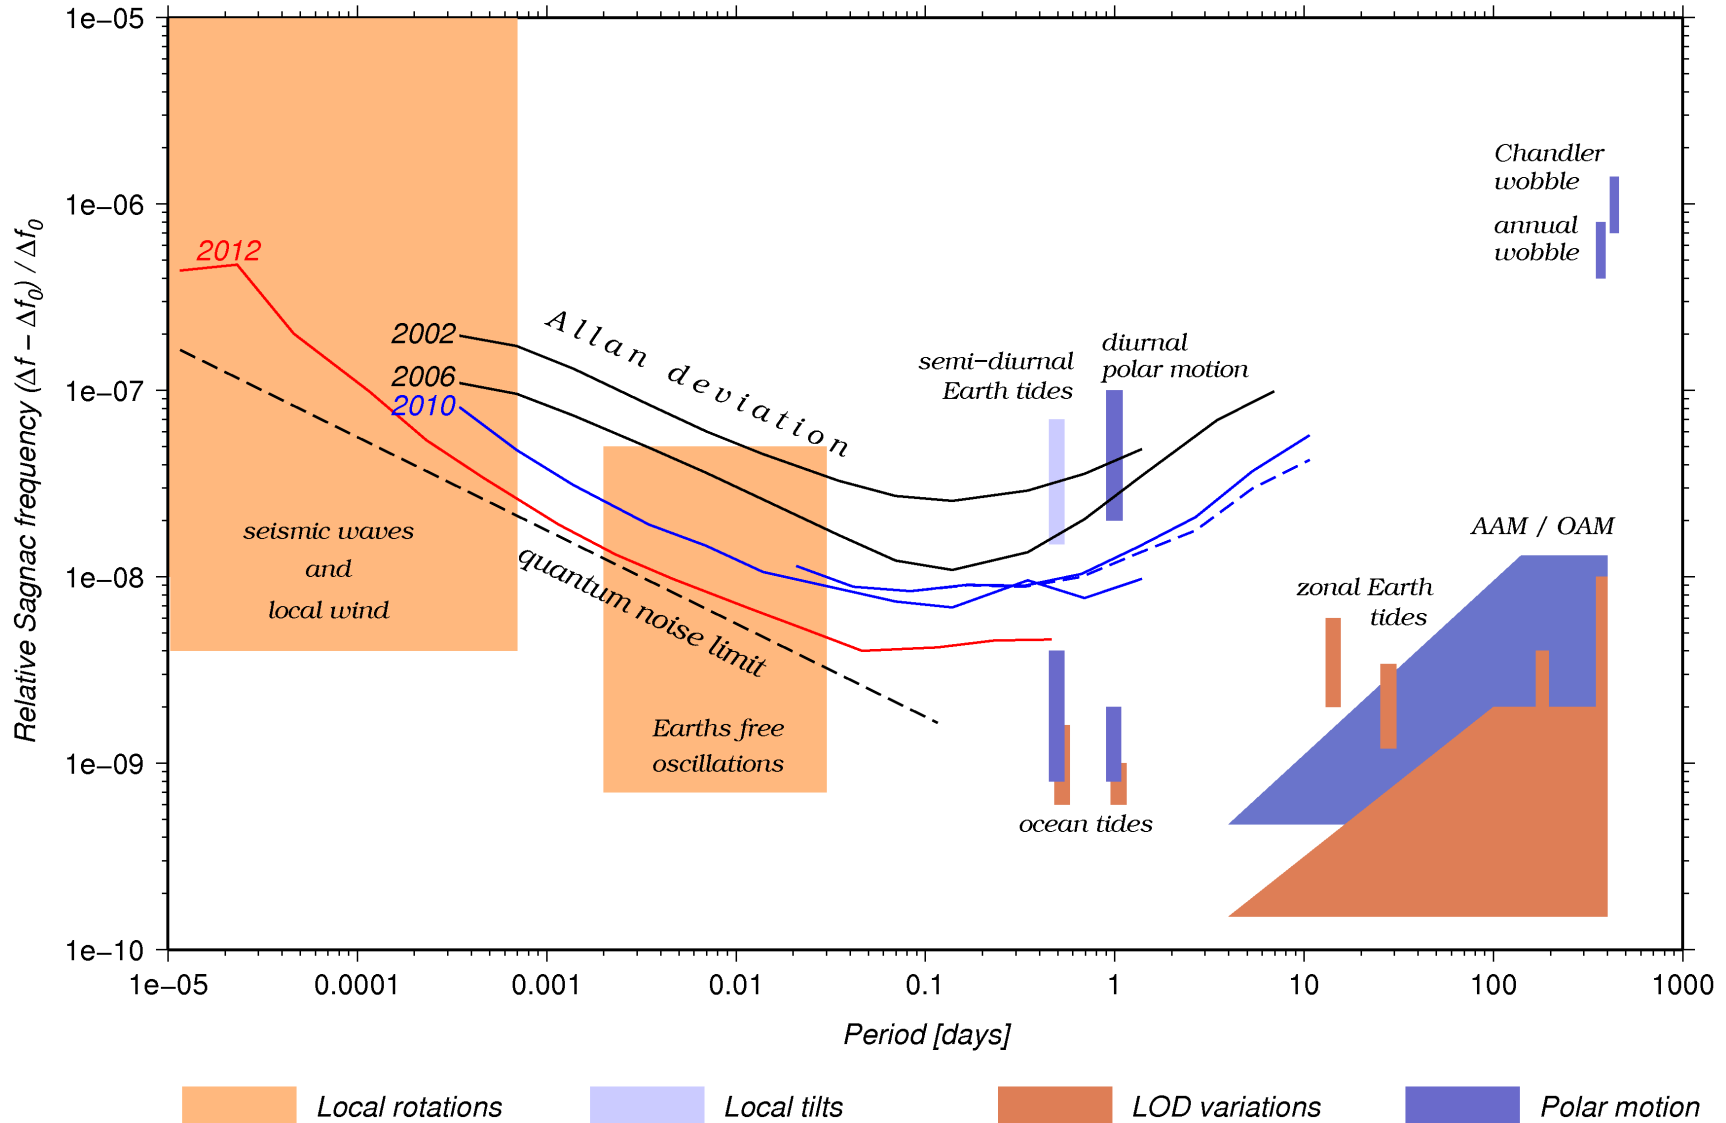 1e−05
1e−06
1e−07
1e−08
1e−09
1e−10
Relative Sagnac frequency (Δf − Δf0) / Δf0
2012
2002
2006
2010
Allan deviation
quantum noise limit
seismic waves
and
local wind
Earths free
oscillations
semi−diurnal
Earth tides
diurnal
polar motion
Chandler
wobble
annual
wobble
AAM / OAM
zonal Earth
tides
ocean tides
1e−05
0.0001
0.001
0.01
0.1
1
10
100
1000
Period [days]
Local rotations
Local tilts
LOD variations
Polar motion